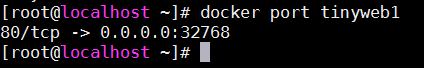 [root@localhost ~]# docker port tinyweb1
80/tcp -> 0.0.0.0:32768
[root@localhost ~]#